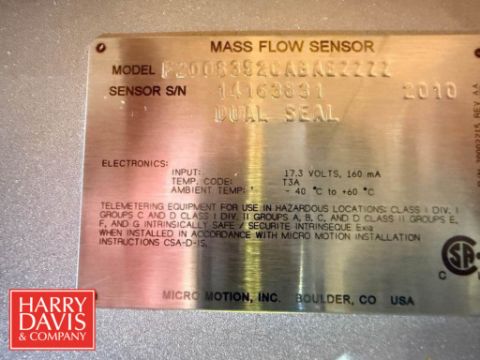 MASS FLOW SENSOR
MODEL
SENSOR S/N 14163831 2010
DUAL SEAL
ELECTRONICS:
INPUT: 17.3 VOLTS, 160 mA
TEMP. CODE: T3A
AMBIENT TEMP: - 40 °C to +60 °C
TELEMETERING EQUIPMENT FOR USE IN HAZARDOUS LOCATIONS: CLASS I DIV. I
GROUPS C AND D CLASS I DIV. II GROUPS A, B, C, AND D CLASS II GROUPS E,
F, AND G INTRINSICALLY SAFE / SECURITE INTRINSEQUE Exia
WHEN INSTALLED IN ACCORDANCE WITH MICRO MOTION INSTALLATION
INSTRUCTIONS CSA-D-IS.
SA
C
MICRO MOTION, INC. BOULDER, CO USA
REV AA
HARRY
DAVIS
& COMPANY